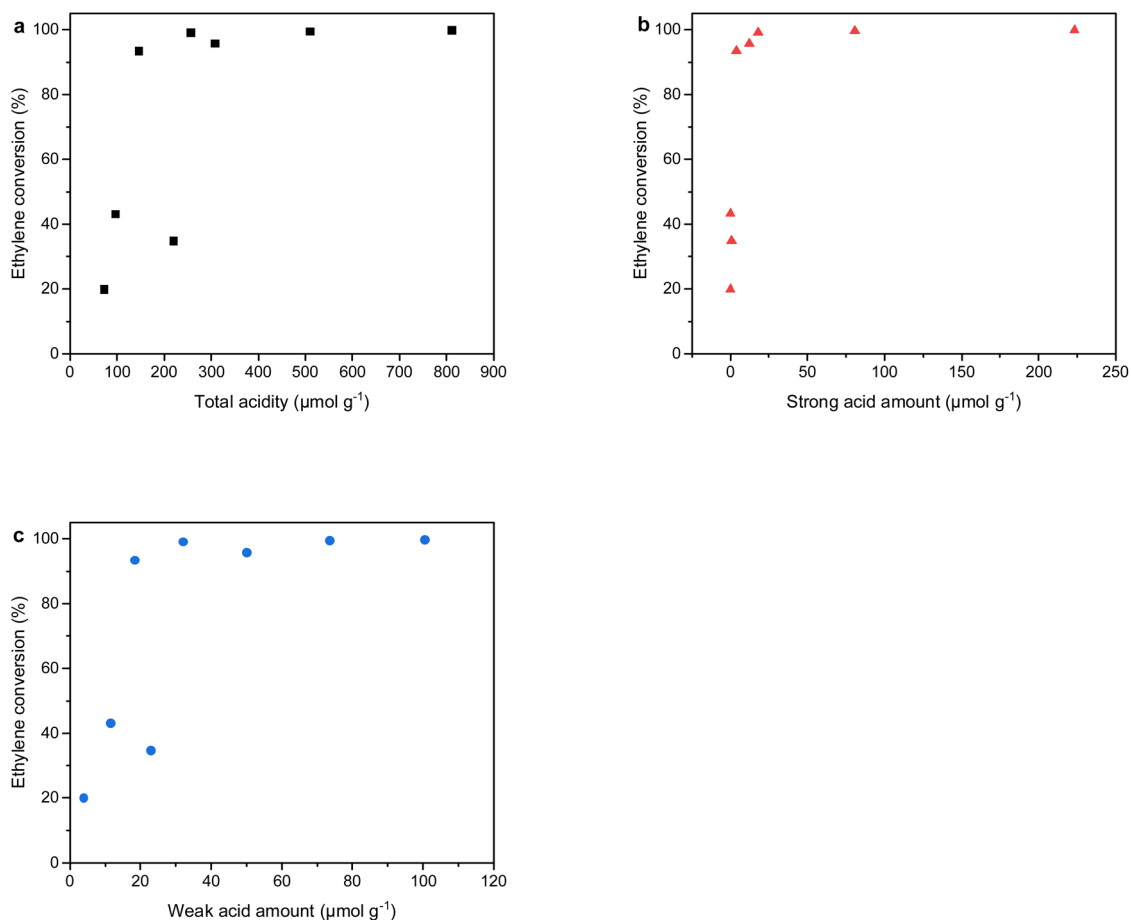 a
Ethylene conversion (%)
100
80
60
40
20
0
0 100 200 300 400 500 600 700 800 900
Total acidity (µmol g⁻¹)
b
Ethylene conversion (%)
100
80
60
40
20
0
0 50 100 150 200 250
Strong acid amount (µmol g⁻¹)
c
Ethylene conversion (%)
100
80
60
40
20
0
0 20 40 60 80 100 120
Weak acid amount (µmol g⁻¹)